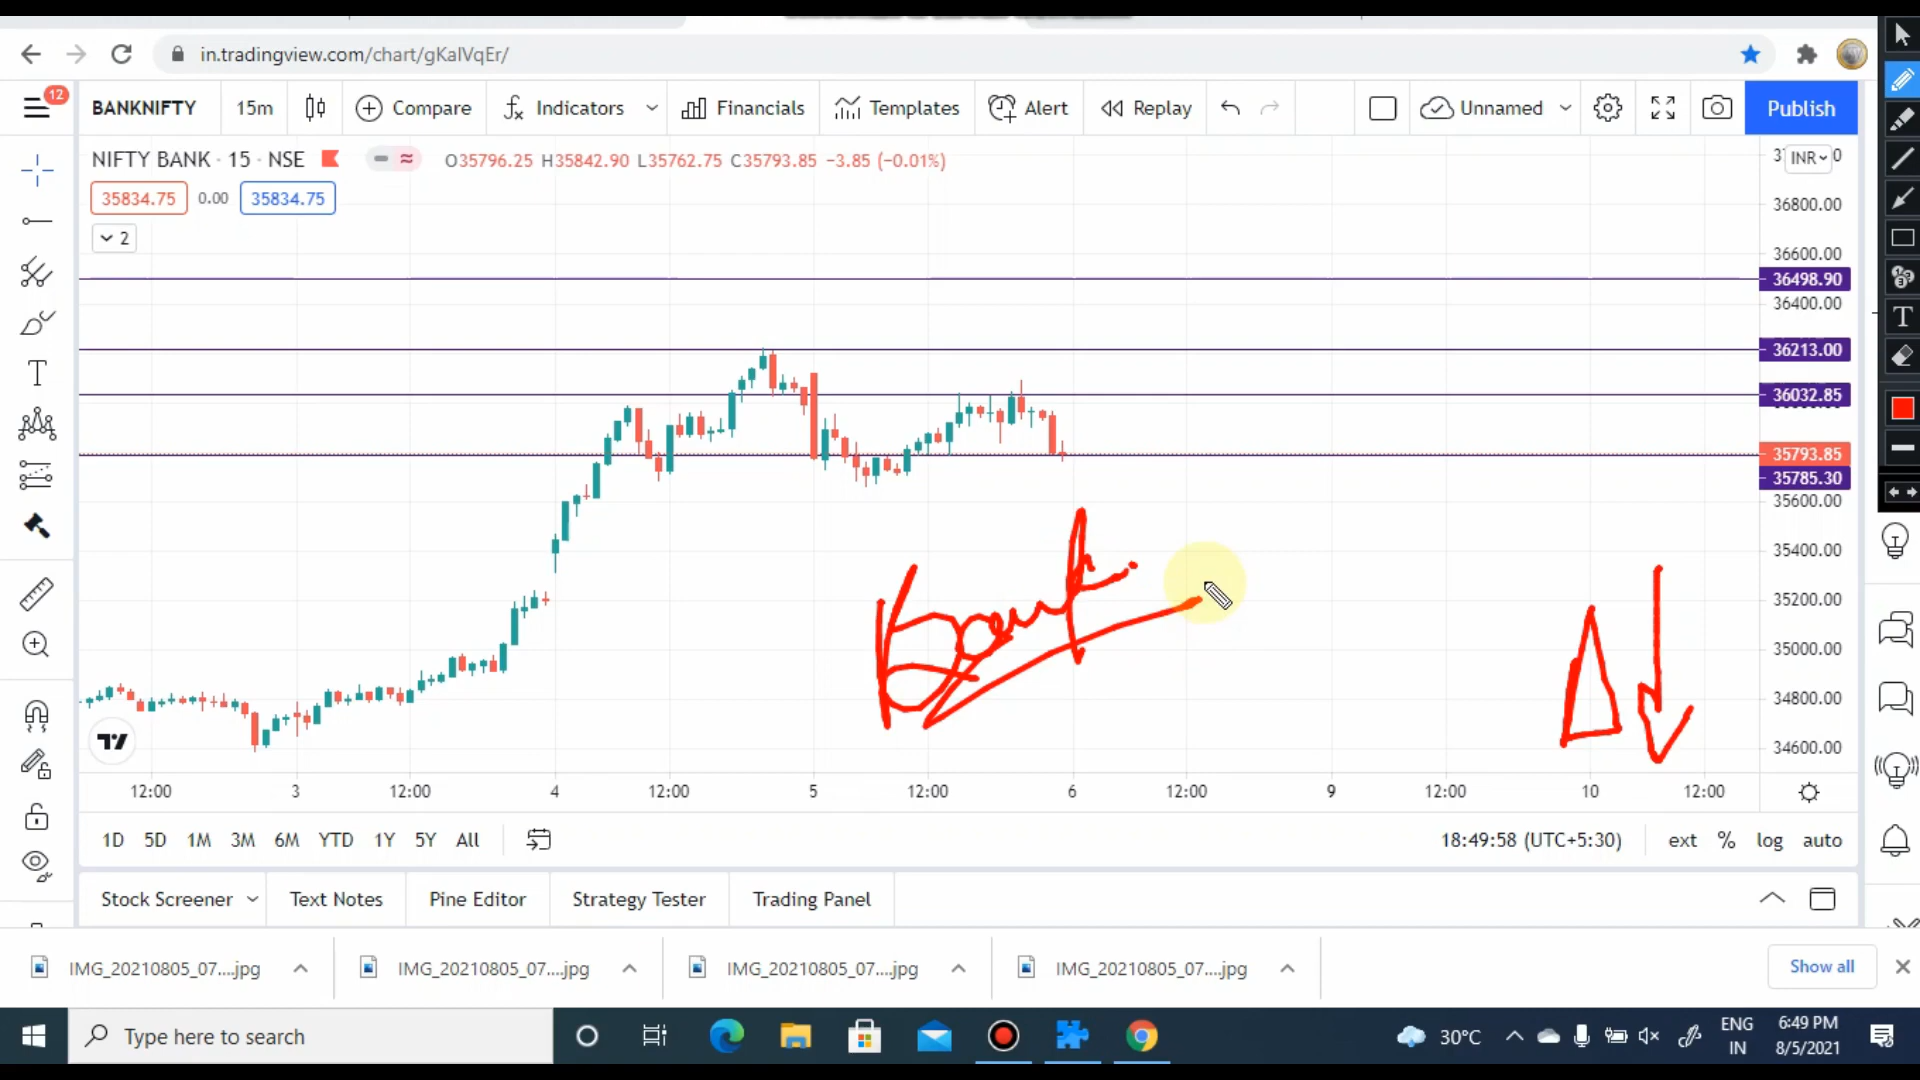 in.tradingview.com/chart/gKalVqEr/
12
BANKNIFTY 15m Compare Indicators Financials Templates Alert Replay Unnamed Publish
NIFTY BANK · 15 · NSE O35796.25 H35842.90 L35762.75 C35793.85 −3.85 (−0.01%)
INR
35834.75 0.00 35834.75
2
36800.00
36600.00
36498.90
36400.00
36213.00
36032.85
35793.85
35785.30
35600.00
35400.00
35200.00
35000.00
34800.00
34600.00
Bank
12:00 3 12:00 4 12:00 5 12:00 6 12:00 9 12:00 10 12:00
1D 5D 1M 3M 6M YTD 1Y 5Y All 18:49:58 (UTC+5:30) ext % log auto
Stock Screener Text Notes Pine Editor Strategy Tester Trading Panel
IMG_20210805_07....jpg IMG_20210805_07....jpg IMG_20210805_07....jpg IMG_20210805_07....jpg Show all
Type here to search 30°C ENG 6:49 PM
IN 8/5/2021